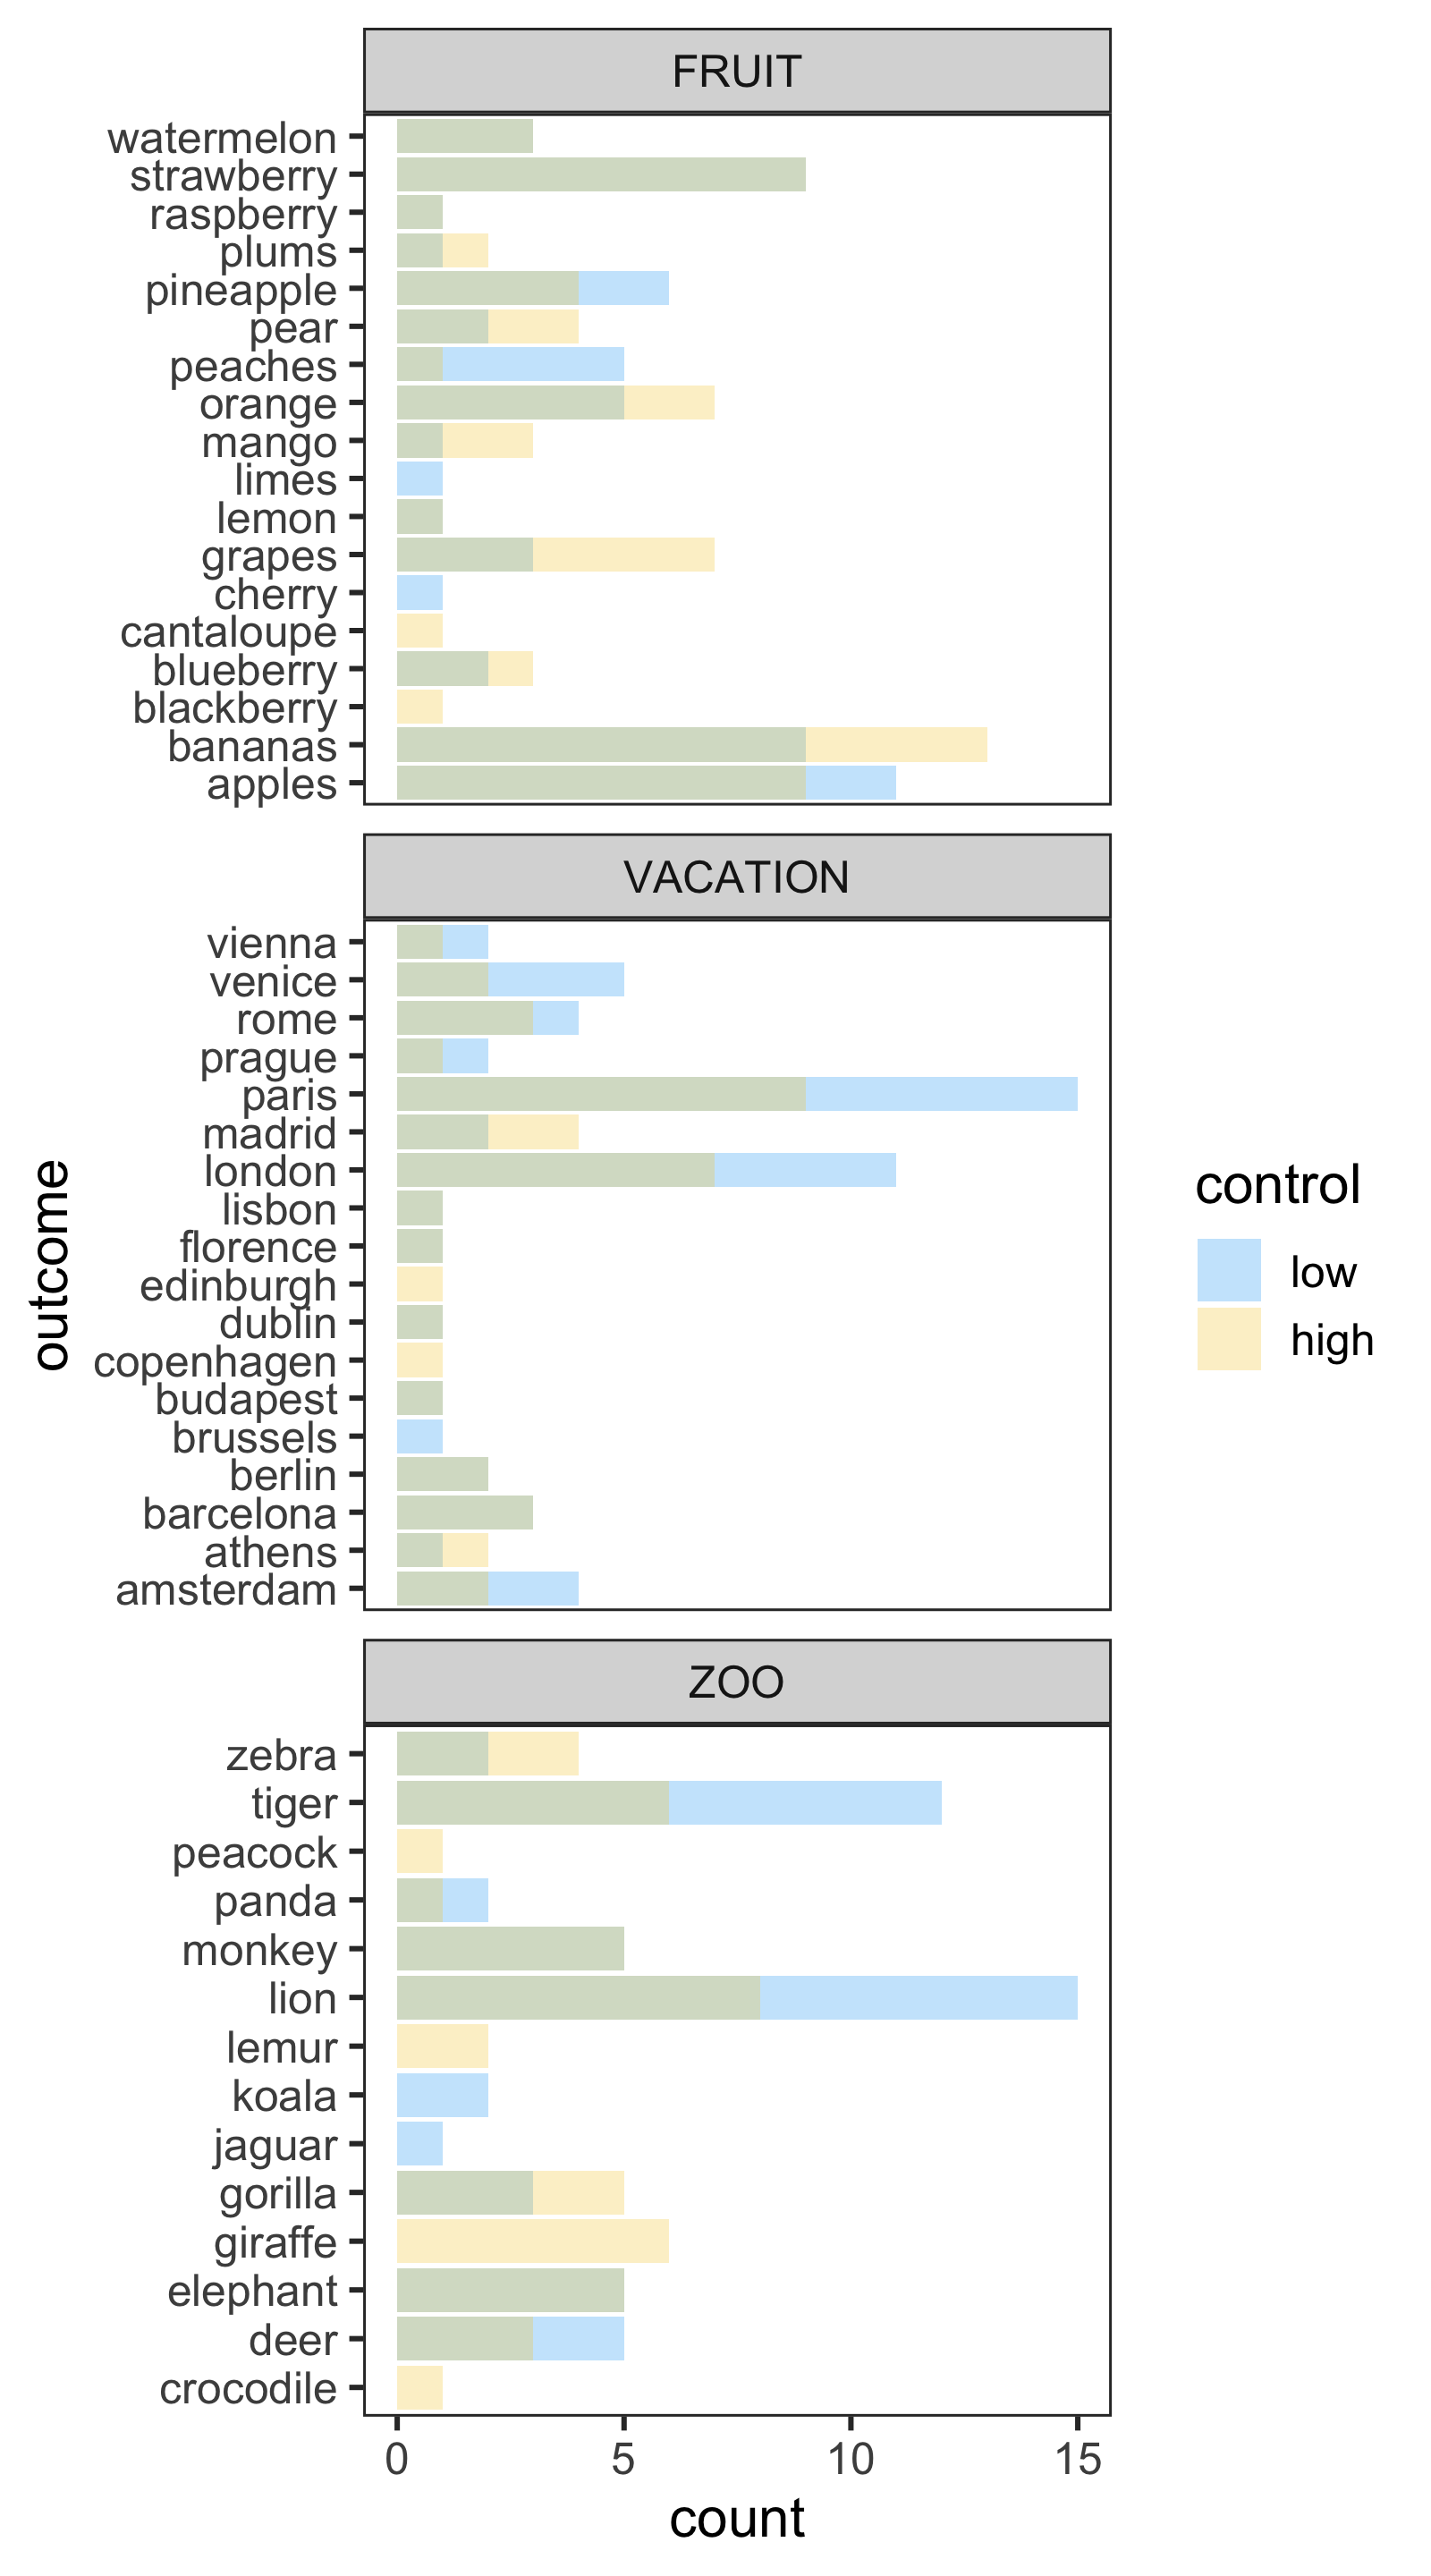 FRUIT
watermelon
strawberry
raspberry
plums
pineapple
pear
peaches
orange
mango
limes
lemon
grapes
cherry
cantaloupe
blueberry
blackberry
bananas
apples
VACATION
vienna
venice
rome
prague
paris
madrid
london
lisbon
florence
edinburgh
dublin
copenhagen
budapest
brussels
berlin
barcelona
athens
amsterdam
ZOO
zebra
tiger
peacock
panda
monkey
lion
lemur
koala
jaguar
gorilla
giraffe
elephant
deer
crocodile
0 5 10 15
count
outcome
control
low
high